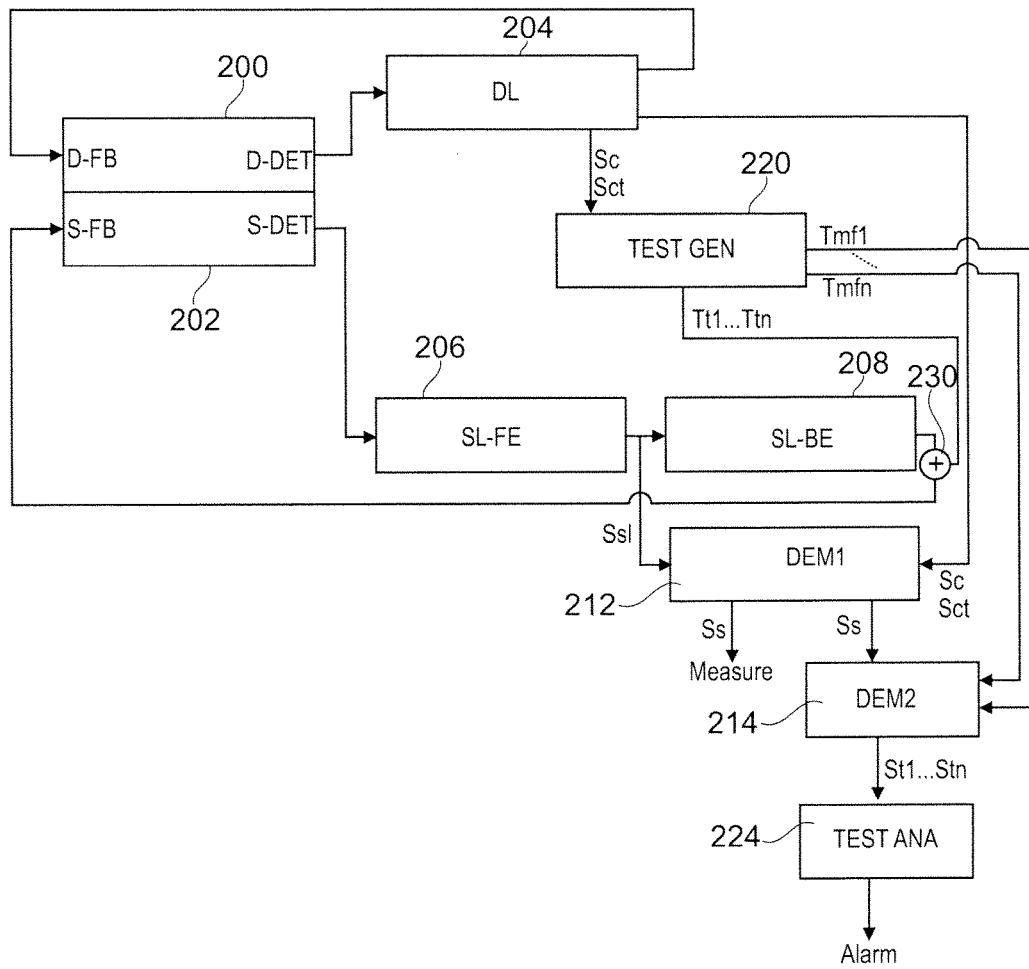 204
200
DL
D-FB D-DET
Sc
Sct
220
S-FB S-DET
TEST GEN
Tmf1
Tmfn
202
Tt1...Ttn
206
208
230
SL-FE
SL-BE
+
Ssl
DEM1
Sc
Sct
212
Ss
Ss
Measure
DEM2
214
St1...Stn
224
TEST ANA
Alarm